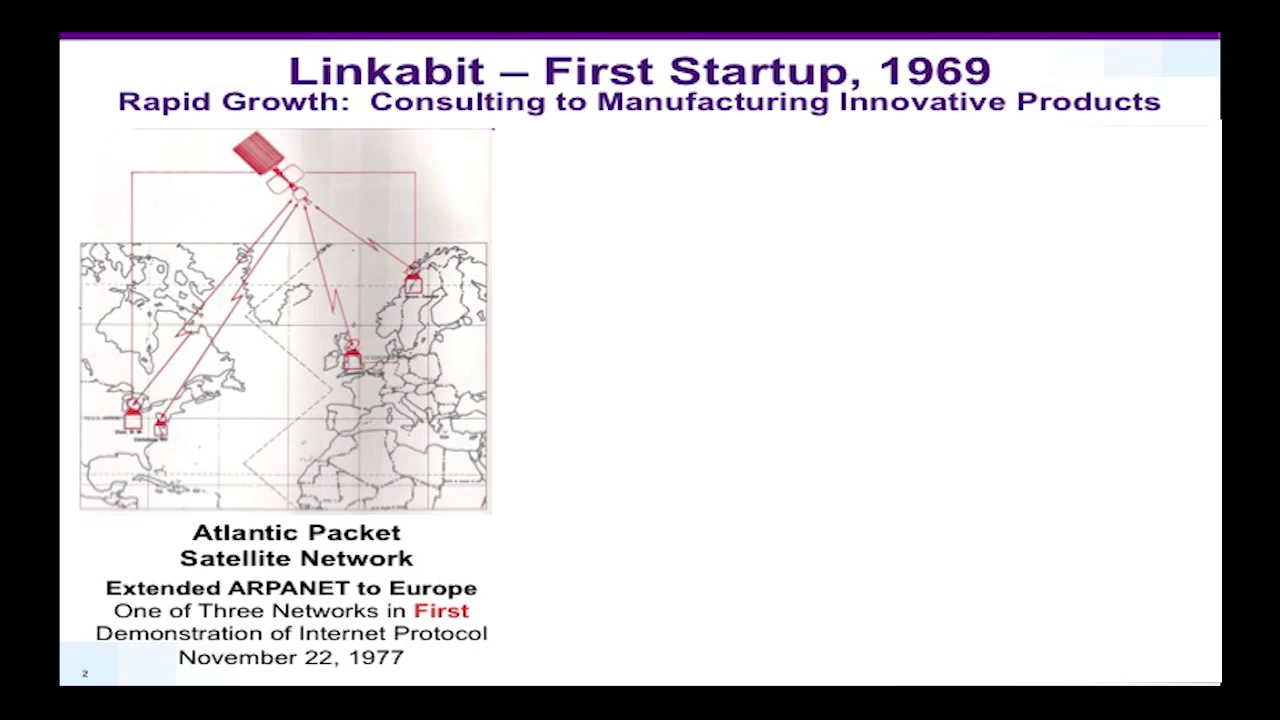 Linkabit – First Startup, 1969
Rapid Growth: Consulting to Manufacturing Innovative Products
Atlantic Packet
Satellite Network
Extended ARPANET to Europe
One of Three Networks in First
Demonstration of Internet Protocol
November 22, 1977
2